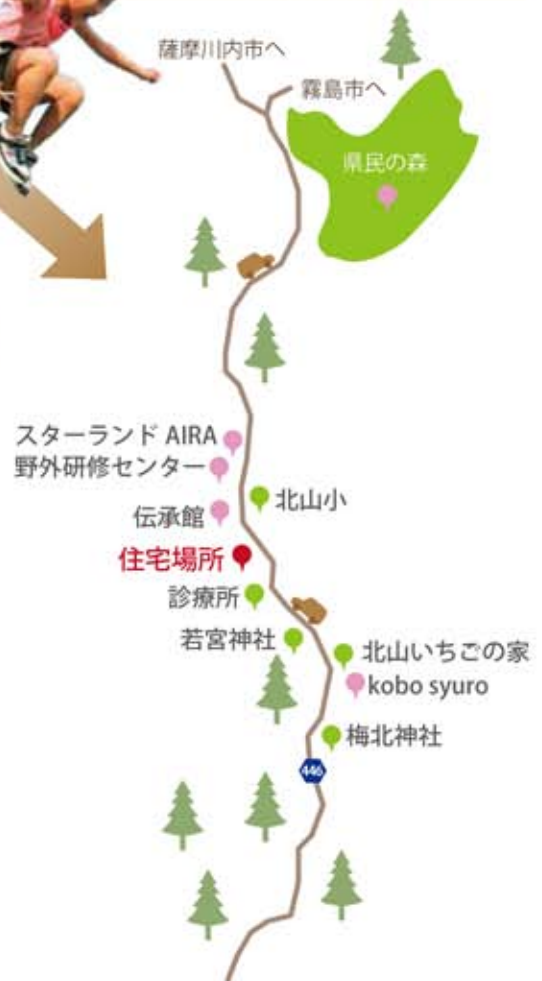 薩摩川内市へ
霧島市へ
県民の森
スターランド AIRA
野外研修センター
北山小
伝承館
住宅場所
診療所
若宮神社
北山いちごの家
kobo syuro
梅北神社
446